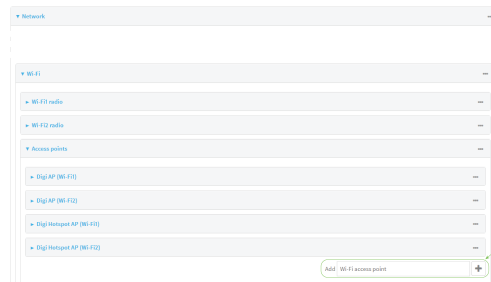 Network
Wi-Fi
Wi-Fi1 radio
Wi-Fi2 radio
Access points
Digi AP (Wi-Fi1)
Digi AP (Wi-Fi2)
Digi Hotspot AP (Wi-Fi1)
Digi Hotspot AP (Wi-Fi2)
Add Wi-Fi access point